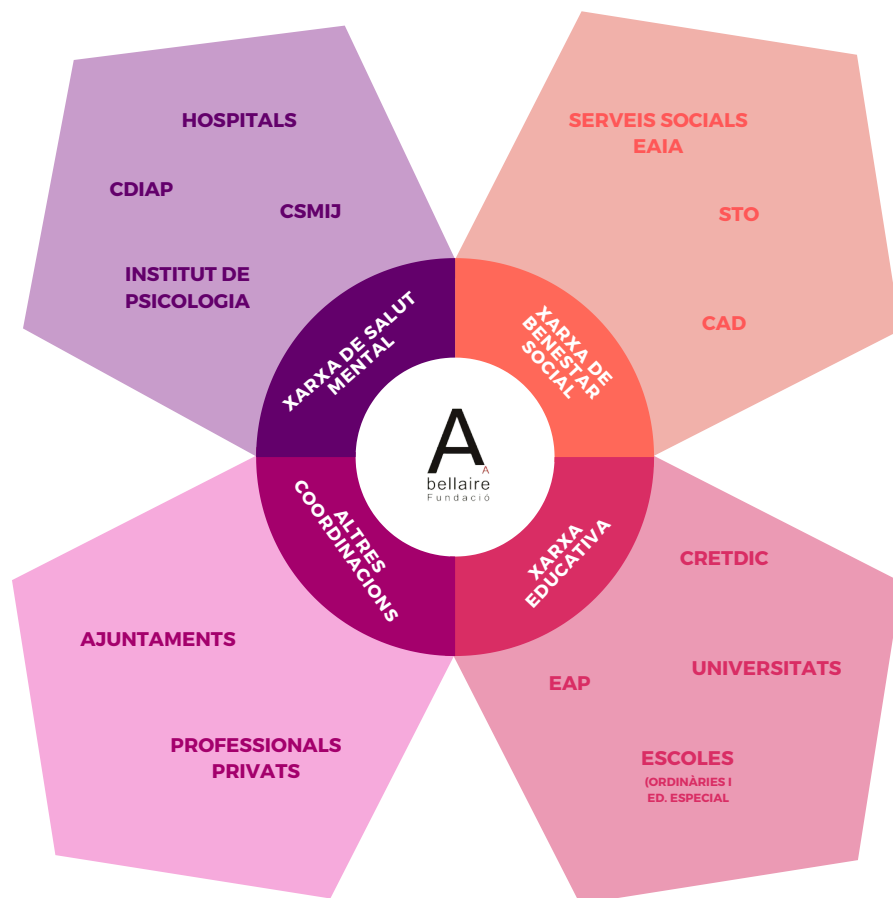 HOSPITALS
CDIAP
CSMIJ
INSTITUT DE
PSICOLOGIA
SERVEIS SOCIALS
EAIA
STO
CAD
XARXA DE SALUT
MENTAL
XARXA DE
BENESTAR
SOCIAL
A
A
bellaire
Fundació
ALTRES
COORDINACIONS
XARXA
EDUCATIVA
AJUNTAMENTS
PROFESSIONALS
PRIVATS
CRETDIC
UNIVERSITATS
EAP
ESCOLES
(ORDINÀRIES I
ED. ESPECIAL